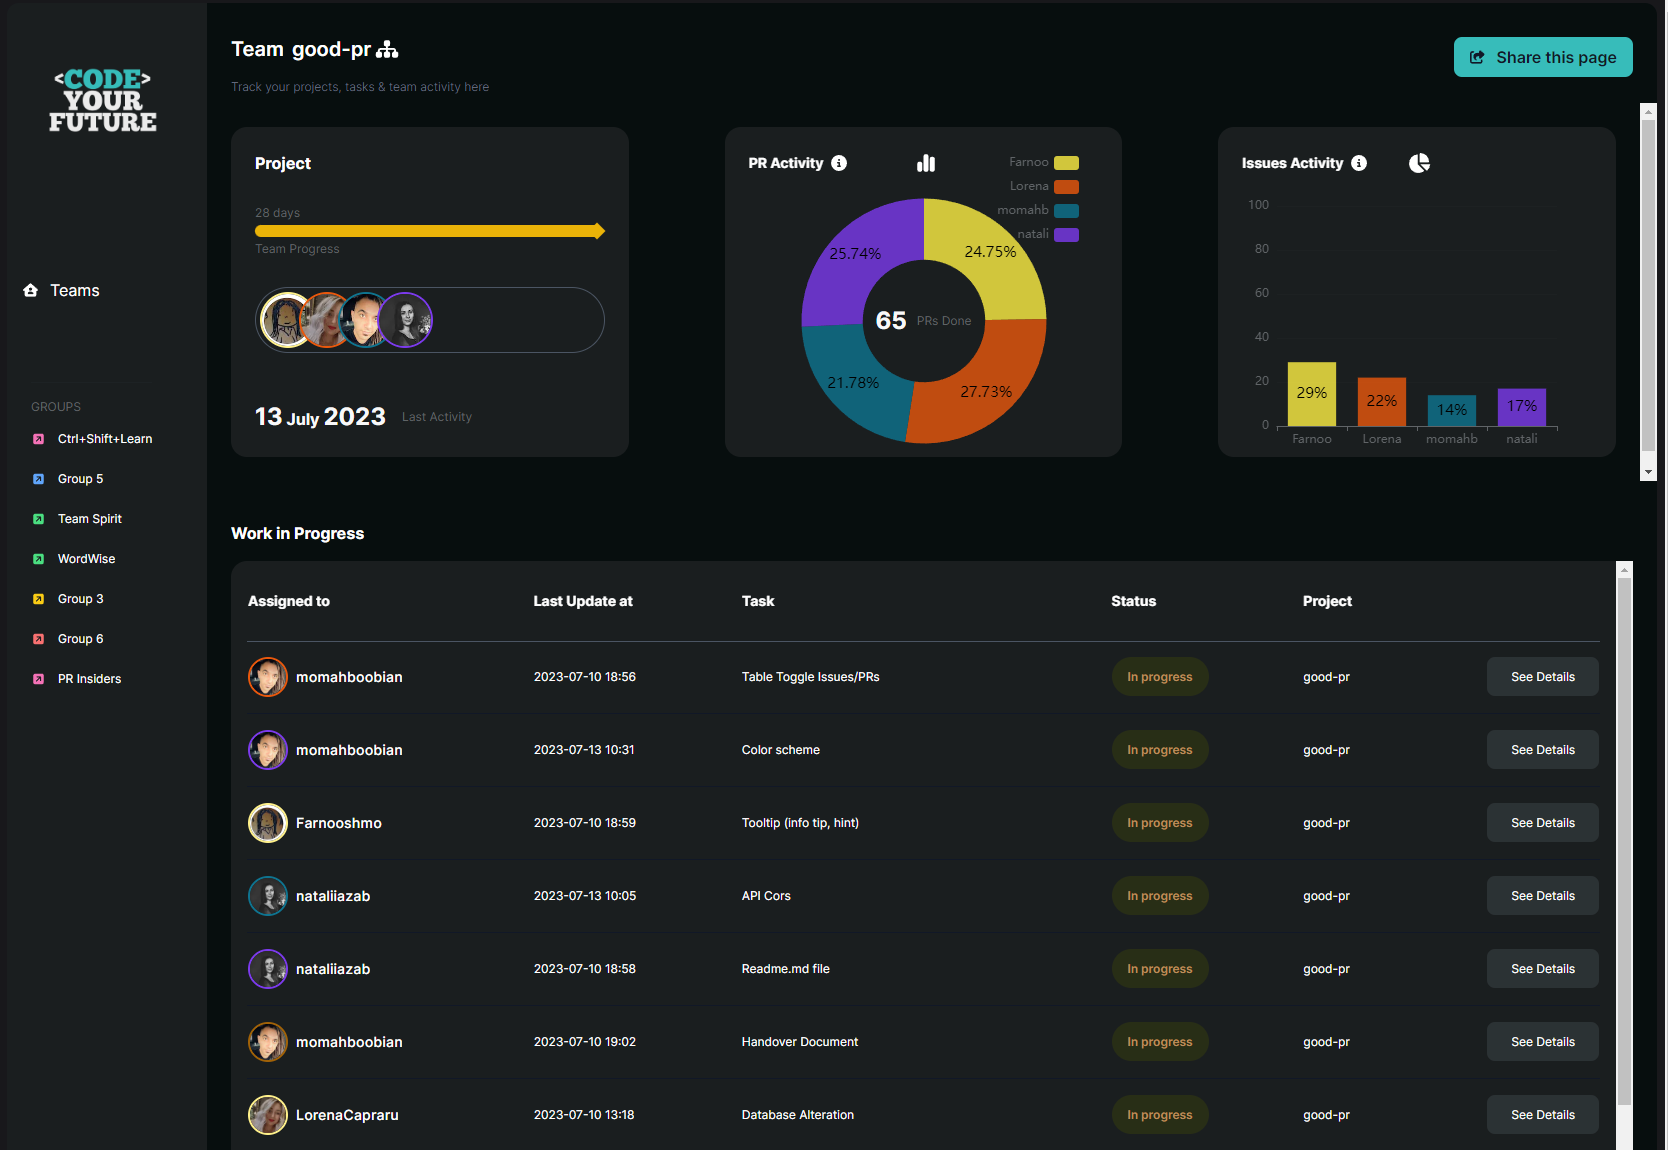 <CODE>
YOUR
FUTURE
Teams
GROUPS
Ctrl+Shift+Learn
Group 5
Team Spirit
WordWise
Group 3
Group 6
PR Insiders
Team good-pr
Track your projects, tasks & team activity here
Share this page
Project
28 days
Team Progress
13 July 2023 Last Activity
PR Activity
Farnoo
Lorena
momahb
natali
25.74%
24.75%
65 PRs Done
21.78%
27.73%
Issues Activity
100
80
60
40
20
0
29%
22%
14%
17%
Farnoo Lorena momahb natali
Work in Progress
Assigned to Last Update at Task Status Project
momahboobian 2023-07-10 18:56 Table Toggle Issues/PRs In progress good-pr See Details
momahboobian 2023-07-13 10:31 Color scheme In progress good-pr See Details
Farnooshmo 2023-07-10 18:59 Tooltip (info tip, hint) In progress good-pr See Details
nataliiazab 2023-07-13 10:05 API Cors In progress good-pr See Details
nataliiazab 2023-07-10 18:58 Readme.md file In progress good-pr See Details
momahboobian 2023-07-10 19:02 Handover Document In progress good-pr See Details
LorenaCapraru 2023-07-10 13:18 Database Alteration In progress good-pr See Details